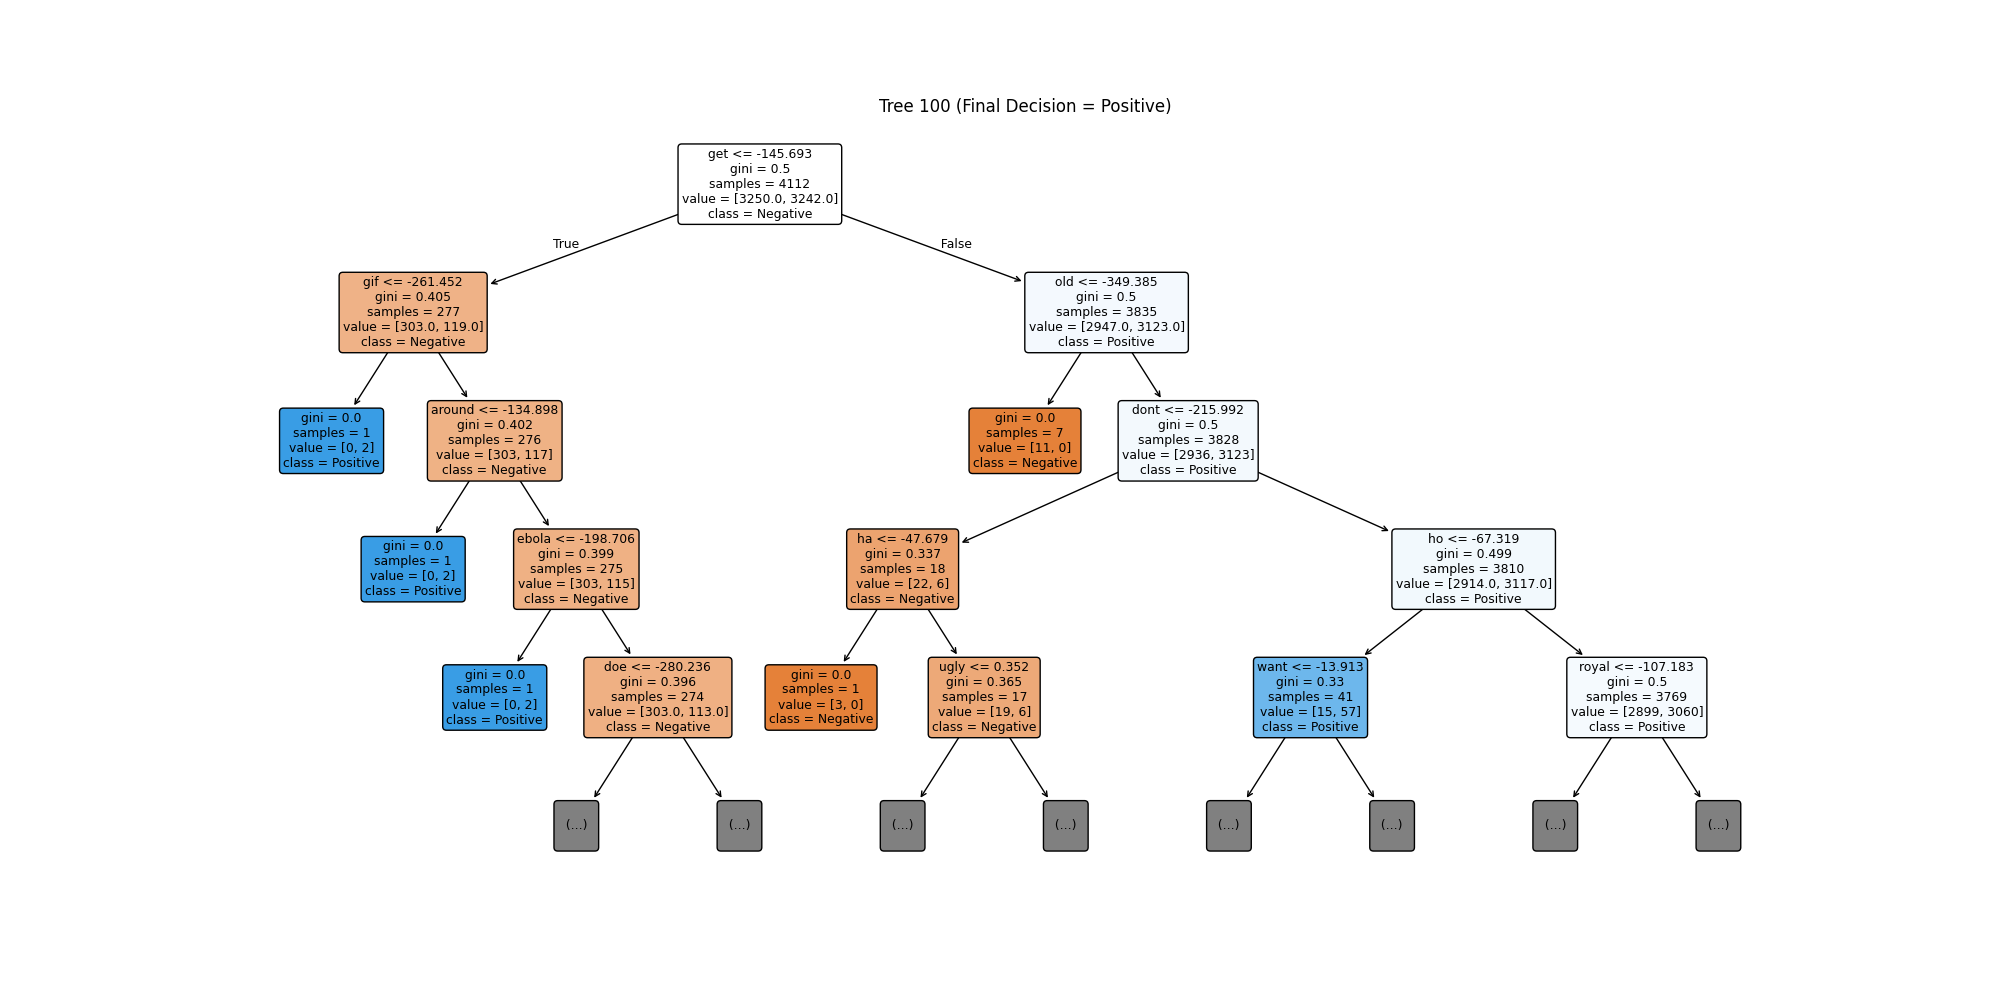 Tree 100 (Final Decision = Positive)
get <= -145.693
gini = 0.5
samples = 4112
value = [3250.0, 3242.0]
class = Negative
True
False
gif <= -261.452
gini = 0.405
samples = 277
value = [303.0, 119.0]
class = Negative
old <= -349.385
gini = 0.5
samples = 3835
value = [2947.0, 3123.0]
class = Positive
gini = 0.0
samples = 1
value = [0, 2]
class = Positive
around <= -134.898
gini = 0.402
samples = 276
value = [303, 117]
class = Negative
gini = 0.0
samples = 7
value = [11, 0]
class = Negative
dont <= -215.992
gini = 0.5
samples = 3828
value = [2936, 3123]
class = Positive
gini = 0.0
samples = 1
value = [0, 2]
class = Positive
ebola <= -198.706
gini = 0.399
samples = 275
value = [303, 115]
class = Negative
ha <= -47.679
gini = 0.337
samples = 18
value = [22, 6]
class = Negative
ho <= -67.319
gini = 0.499
samples = 3810
value = [2914.0, 3117.0]
class = Positive
gini = 0.0
samples = 1
value = [0, 2]
class = Positive
doe <= -280.236
gini = 0.396
samples = 274
value = [303.0, 113.0]
class = Negative
gini = 0.0
samples = 1
value = [3, 0]
class = Negative
ugly <= 0.352
gini = 0.365
samples = 17
value = [19, 6]
class = Negative
want <= -13.913
gini = 0.33
samples = 41
value = [15, 57]
class = Positive
royal <= -107.183
gini = 0.5
samples = 3769
value = [2899, 3060]
class = Positive
(...)
(...)
(...)
(...)
(...)
(...)
(...)
(...)